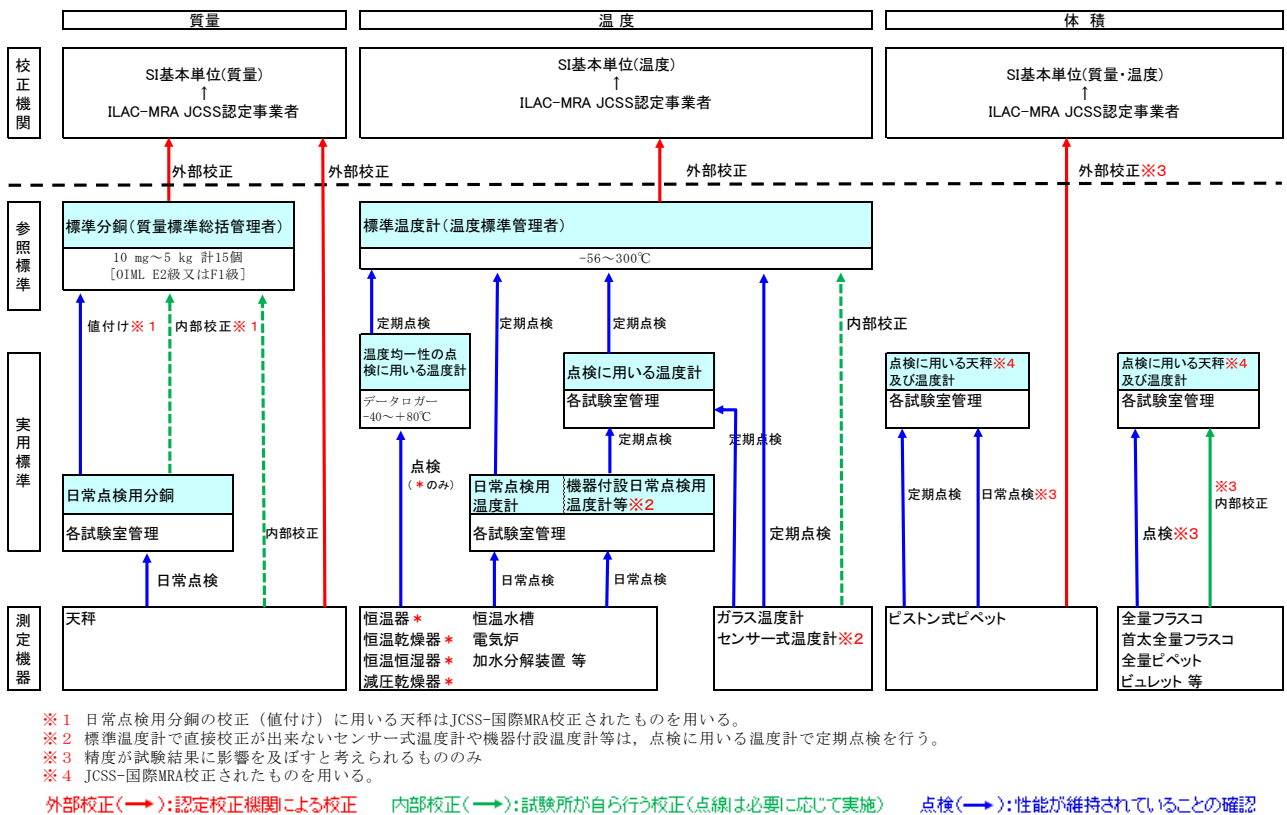 質量
温度
体積
校正機関
SI基本単位(質量)
↑
ILAC-MRA JCSS認定事業者
SI基本単位(温度)
↑
ILAC-MRA JCSS認定事業者
SI基本単位(質量・温度)
↑
ILAC-MRA JCSS認定事業者
外部校正
外部校正
外部校正
外部校正※3
参照標準
標準分銅(質量標準総括管理者)
10 mg～5 kg 計15個
[OIML E2級又はF1級]
標準温度計(温度標準管理者)
-56～300℃
値付け※1
内部校正※1
定期点検
定期点検
定期点検
内部校正
実用標準
温度均一性の点
検に用いる温度計
データロガー
-40～＋80℃
点検に用いる温度計
各試験室管理
点検に用いる天秤※4
及び温度計
各試験室管理
点検に用いる天秤※4
及び温度計
各試験室管理
定期点検
定期点検
点検
(＊のみ)
日常点検用分銅
各試験室管理
日常点検用
温度計
機器付設日常点検用
温度計等※2
各試験室管理
内部校正
定期点検
定期点検
日常点検※3
点検※3
※3
内部校正
日常点検
日常点検
日常点検
測定機器
天秤
恒温器＊
恒温乾燥器＊
恒温恒湿器＊
減圧乾燥器＊
恒温水槽
電気炉
加水分解装置 等
ガラス温度計
センサー式温度計※2
ピストン式ピペット
全量フラスコ
首太全量フラスコ
全量ピペット
ビュレット 等
※1 日常点検用分銅の校正（値付け）に用いる天秤はJCSS-国際MRA校正されたものを用いる。
※2 標準温度計で直接校正が出来ないセンサー式温度計や機器付設温度計等は，点検に用いる温度計で定期点検を行う。
※3 精度が試験結果に影響を及ぼすと考えられるもののみ
※4 JCSS-国際MRA校正されたものを用いる。
外部校正(→):認定校正機関による校正 内部校正(→):試験所が自ら行う校正(点線は必要に応じて実施) 点検(→):性能が維持されていることの確認